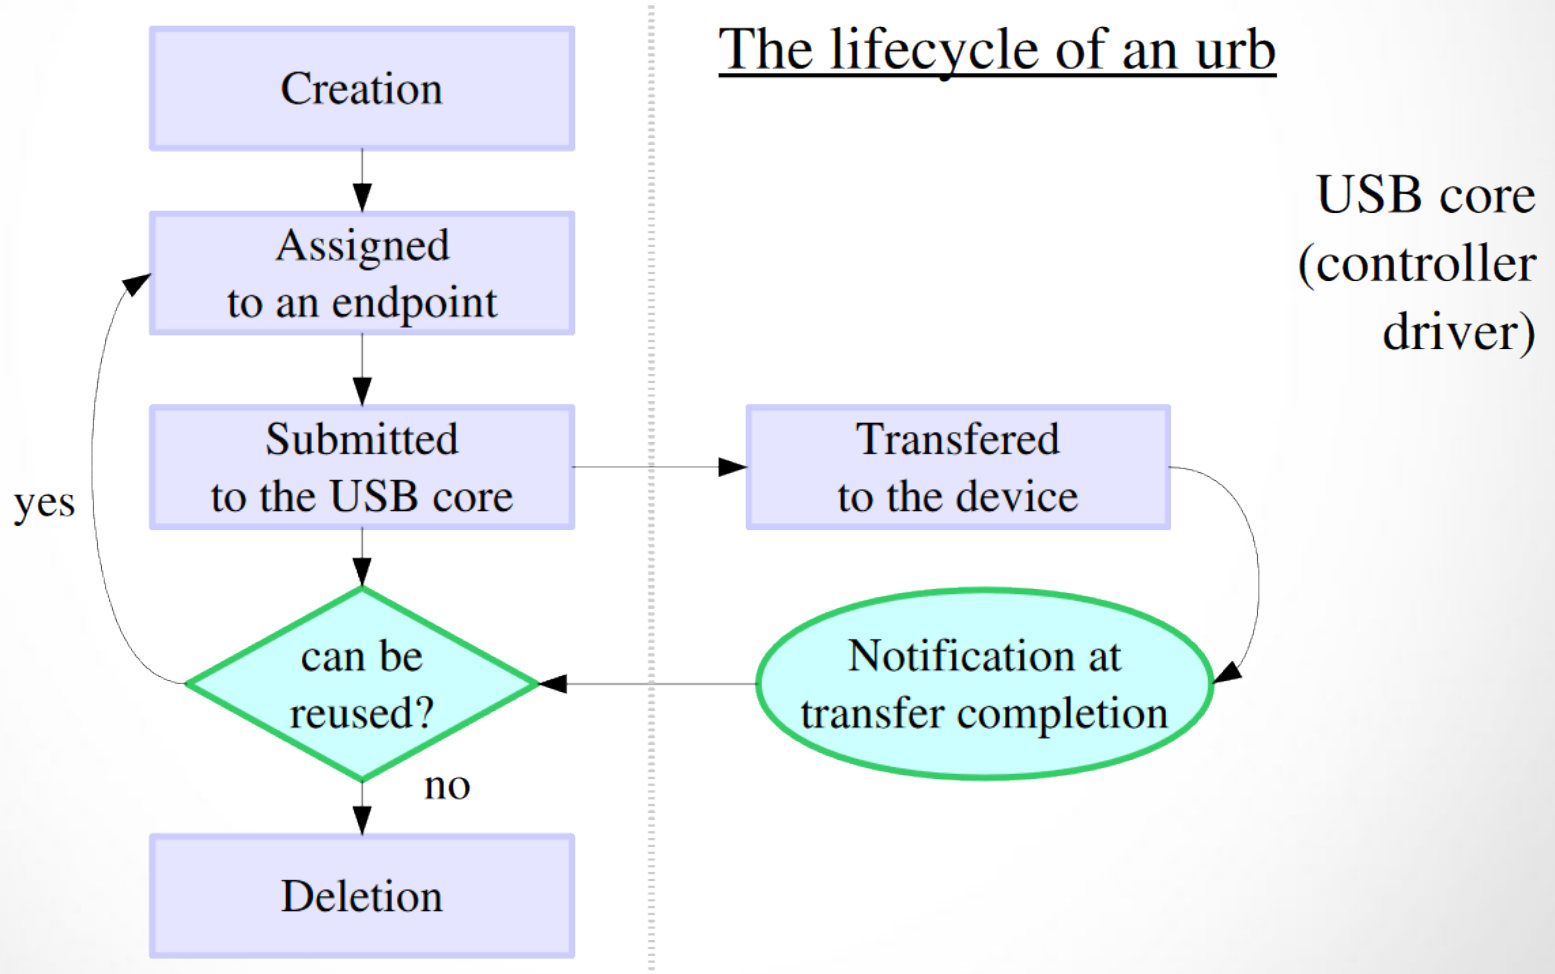 The lifecycle of an urb
Creation
USB core
(controller
driver)
Assigned
to an endpoint
Submitted
to the USB core
Transfered
to the device
yes
can be
reused?
Notification at
transfer completion
no
Deletion